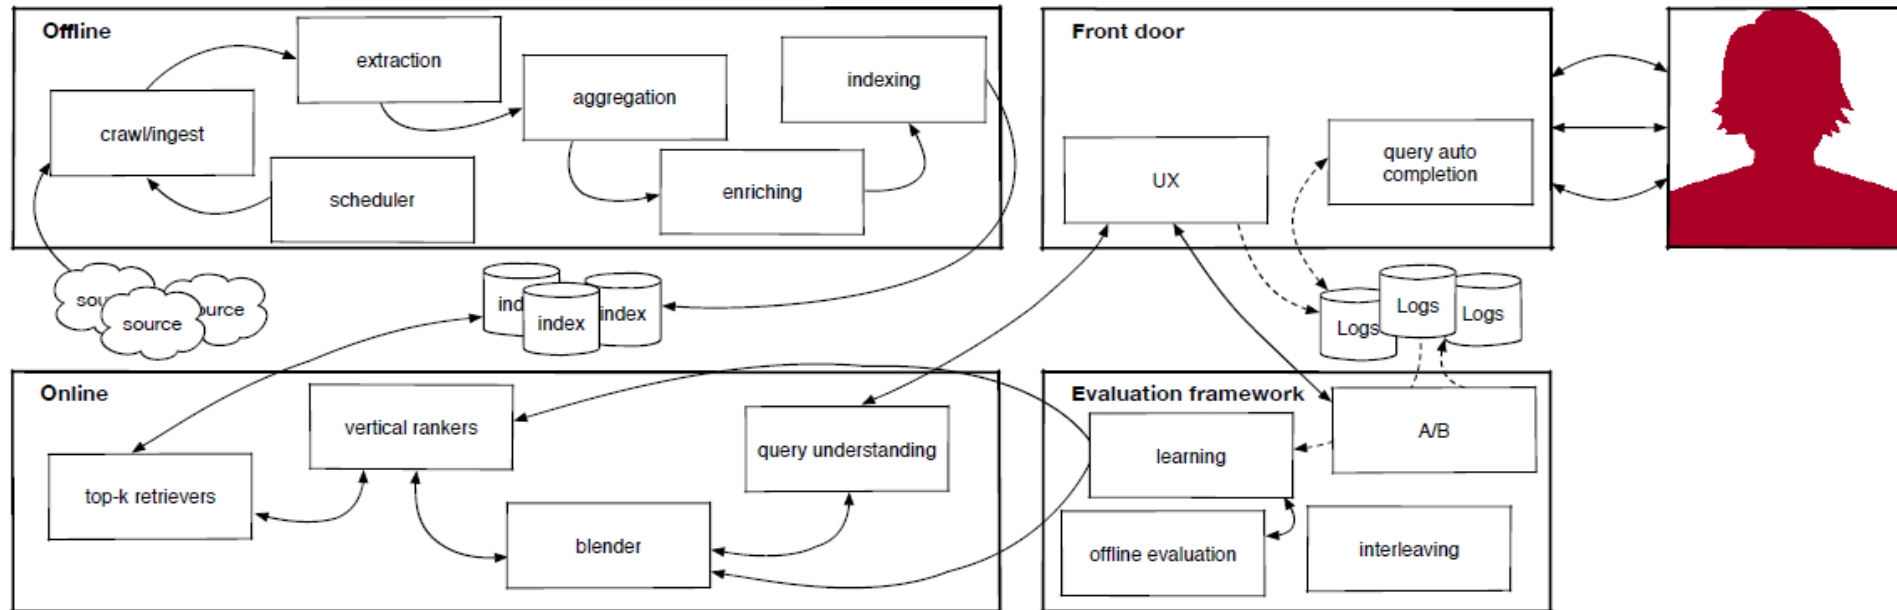 Offline
extraction
crawl/ingest
scheduler
aggregation
enriching
indexing
Front door
UX
query auto
completion
source
index
index
Logs
Logs
Logs
Online
top-k retrievers
vertical rankers
blender
query understanding
Evaluation framework
learning
A/B
offline evaluation
interleaving